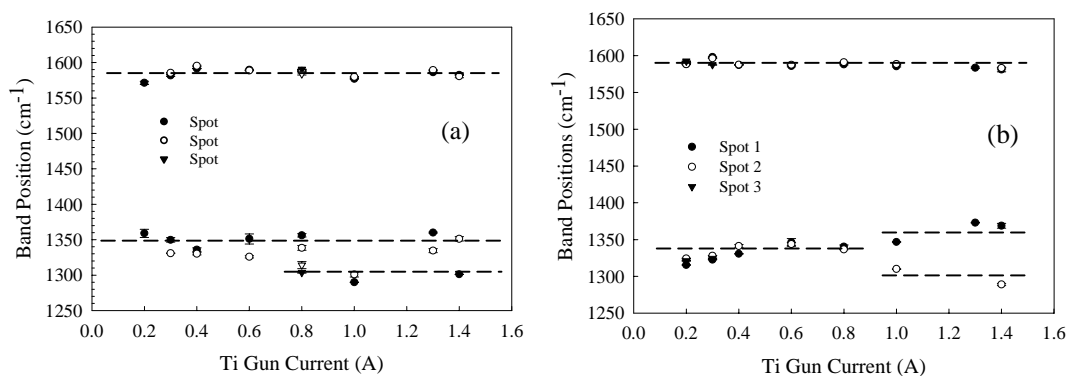 1650
1600
1550
1500
1450
1400
1350
1300
1250
Band Position (cm⁻¹)
Spot
Spot
Spot
(a)
0.0 0.2 0.4 0.6 0.8 1.0 1.2 1.4 1.6
Ti Gun Current (A)
1650
1600
1550
1500
1450
1400
1350
1300
1250
Band Positions (cm⁻¹)
Spot 1
Spot 2
Spot 3
(b)
0.0 0.2 0.4 0.6 0.8 1.0 1.2 1.4 1.6
Ti Gun Current (A)